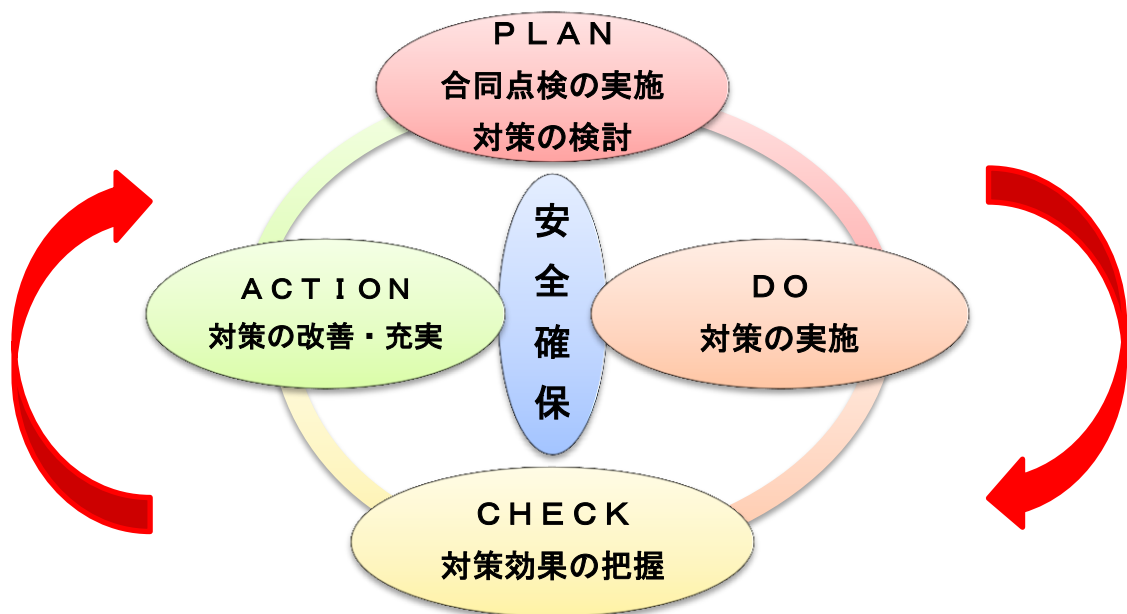 ＰＬＡＮ
合同点検の実施
対策の検討
安全確保
ＡＣＴＩＯＮ
対策の改善・充実
ＤＯ
対策の実施
ＣＨＥＣＫ
対策効果の把握